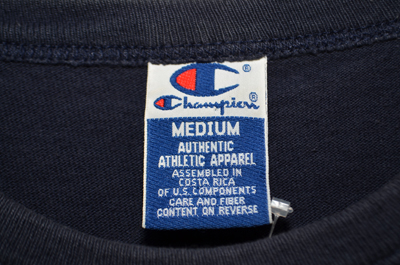 ®
Champion®
MEDIUM
AUTHENTIC
ATHLETIC APPAREL
ASSEMBLED IN
COSTA RICA
OF U.S. COMPONENTS
CARE AND FIBER
CONTENT ON REVERSE